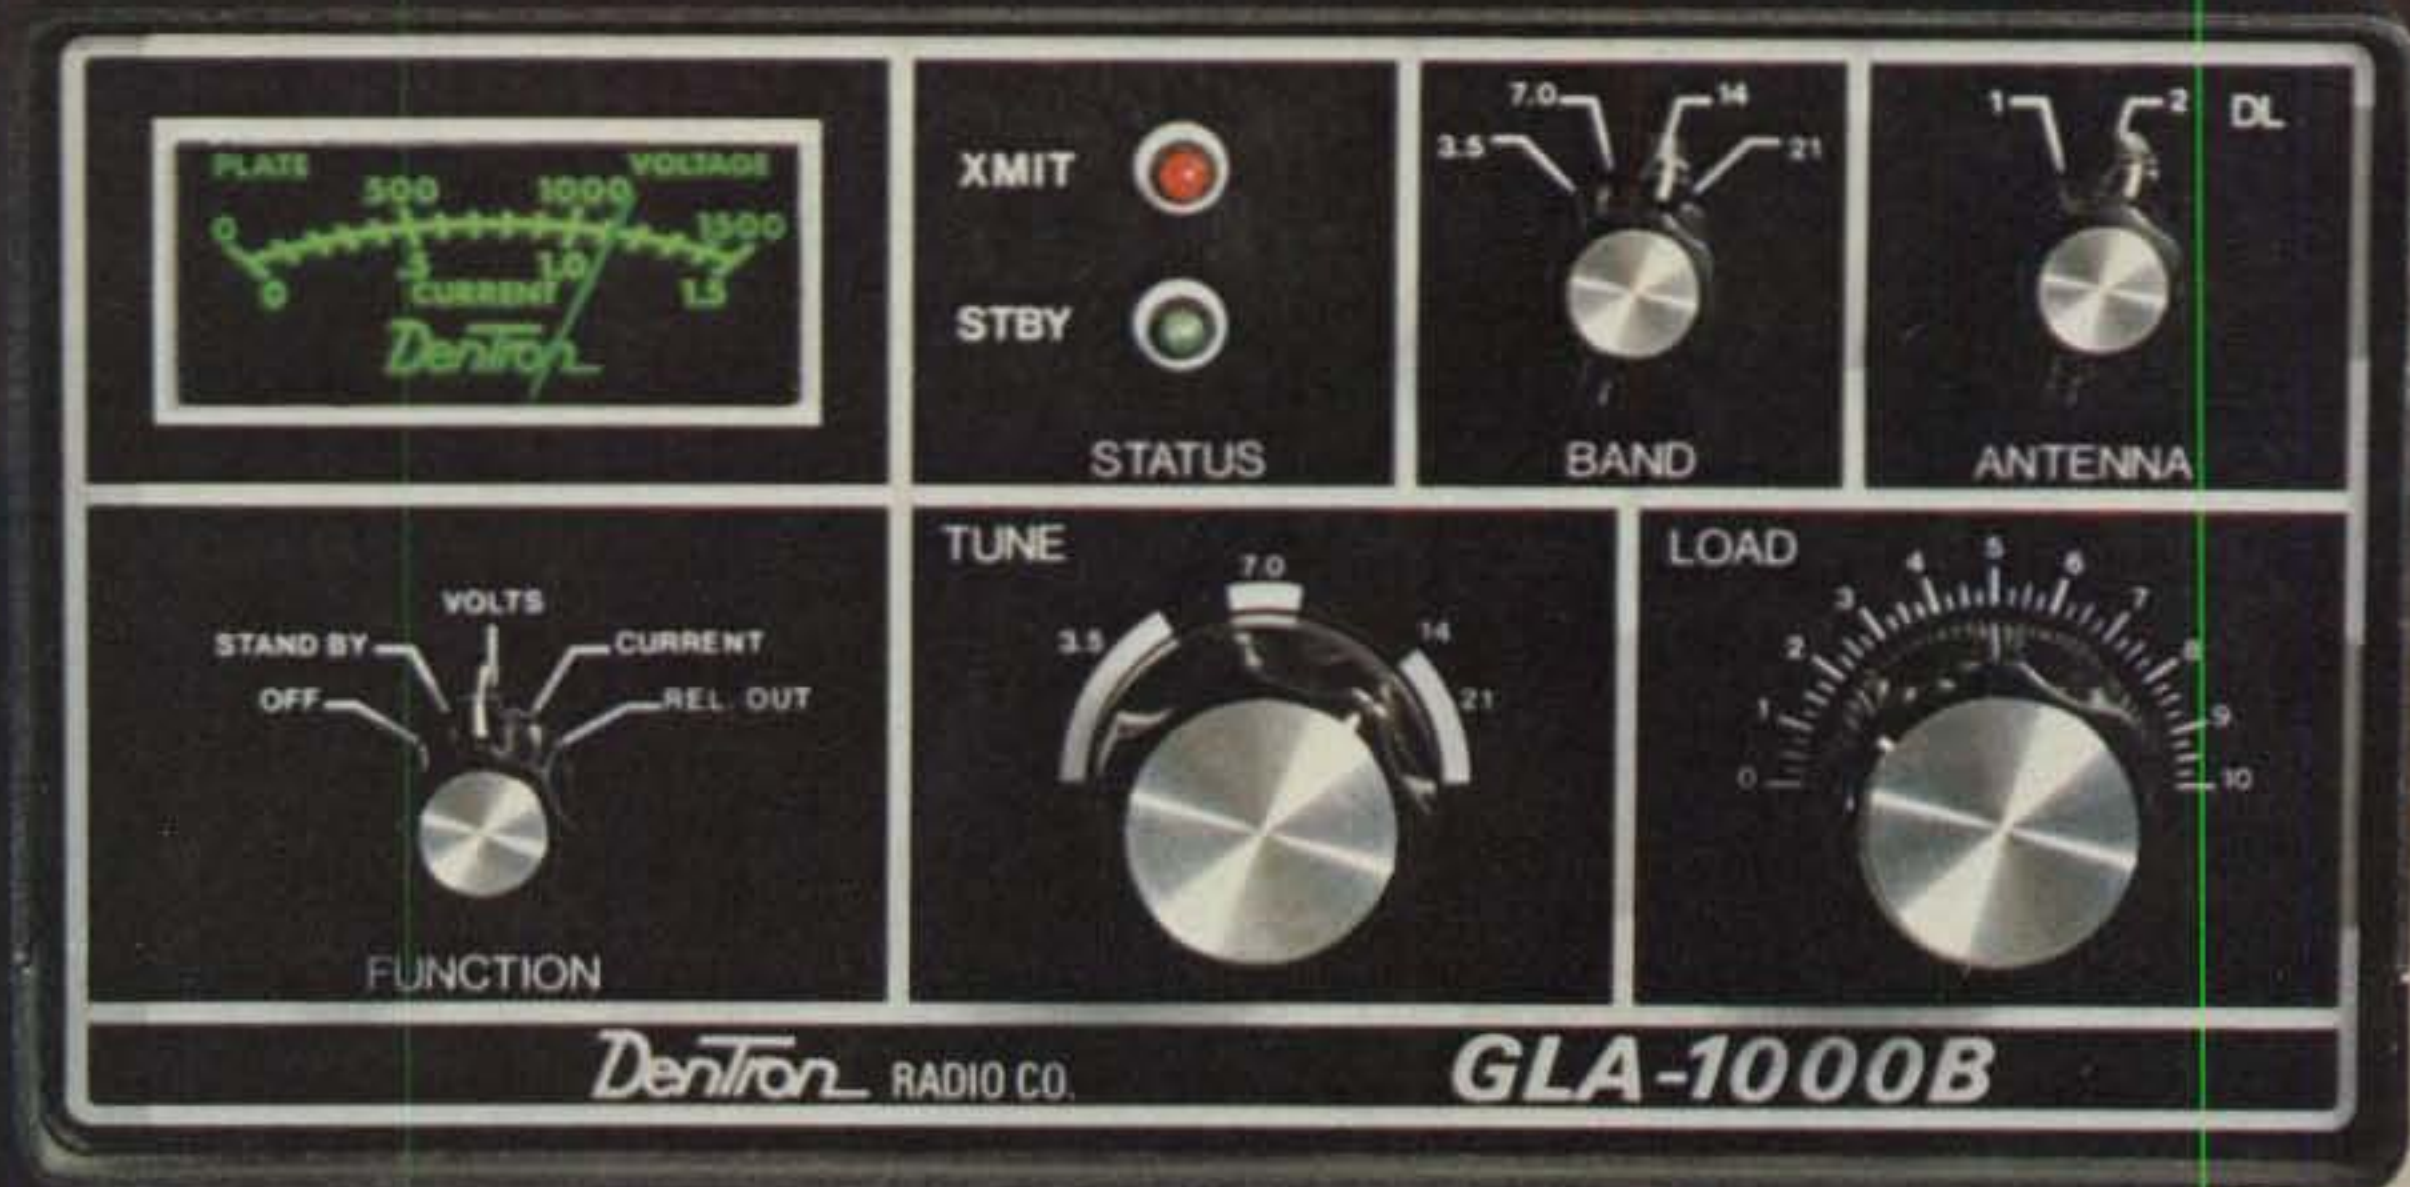 PLATE VOLTAGE
500 1000
0 1500
.5 1.0
0 CURRENT 1.5
DenTron
XMIT
STBY
STATUS
7.0 14
3.5 21
BAND
1 2 DL
ANTENNA
VOLTS
STAND BY CURRENT
OFF REL. OUT
FUNCTION
TUNE
7.0
3.5 14
21
LOAD
0 1 2 3 4 5 6 7 8 9 10
DenTron RADIO CO. GLA-1000B